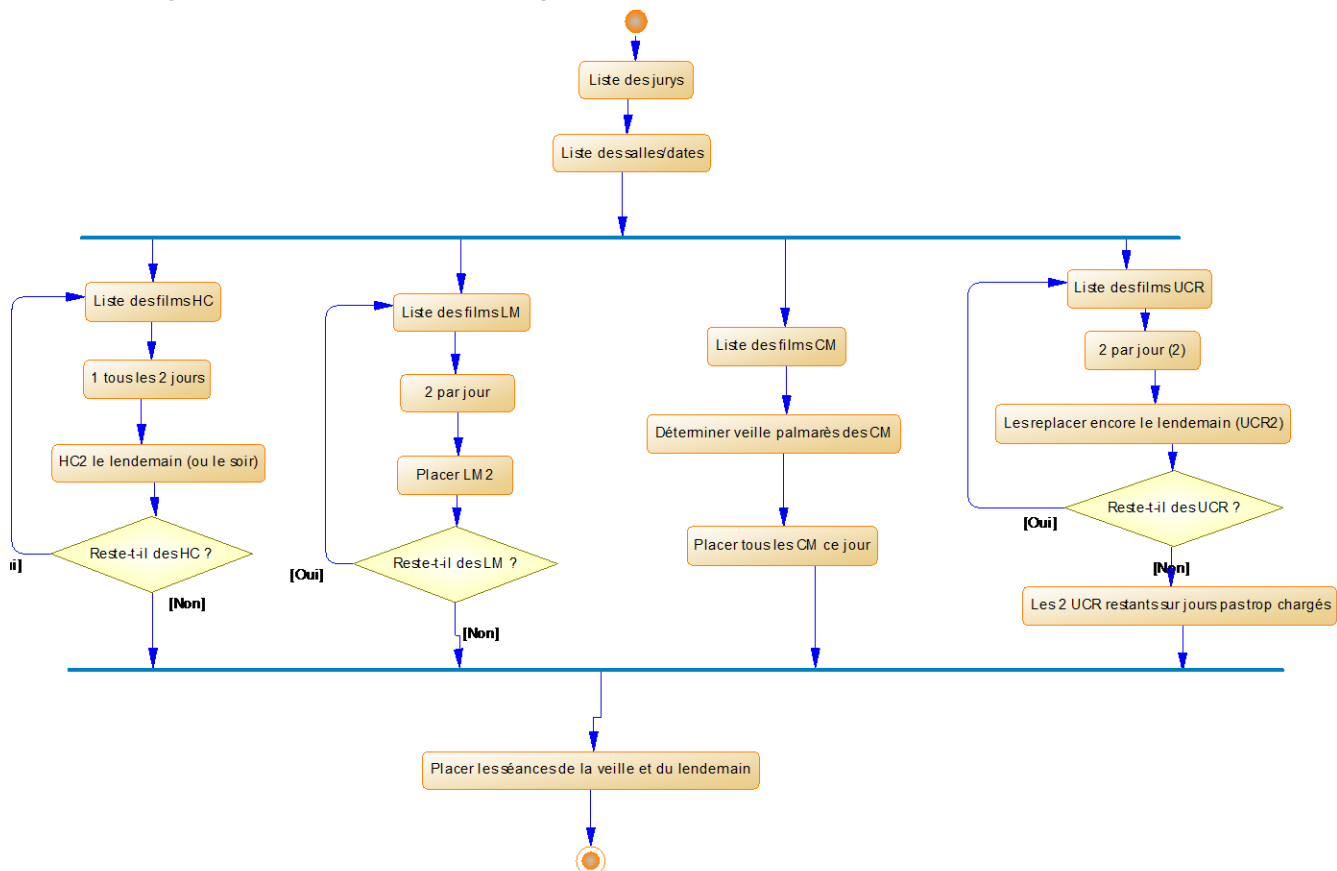 Liste des jurys
Liste des salles/dates
Liste des films HC
1 tous les 2 jours
HC2 le lendemain (ou le soir)
Reste-t-il des HC ?
ui]
[Non]
Liste des films LM
2 par jour
Placer LM2
Reste-t-il des LM ?
[Oui]
[Non]
Liste des films CM
Déterminer veille palmarès des CM
Placer tous les CM ce jour
Liste des films UCR
2 par jour (2)
Les replacer encore le lendemain (UCR2)
Reste-t-il des UCR ?
[Oui]
[Non]
Les 2 UCR restants sur jours pas trop chargés
Placer les séances de la veille et du lendemain